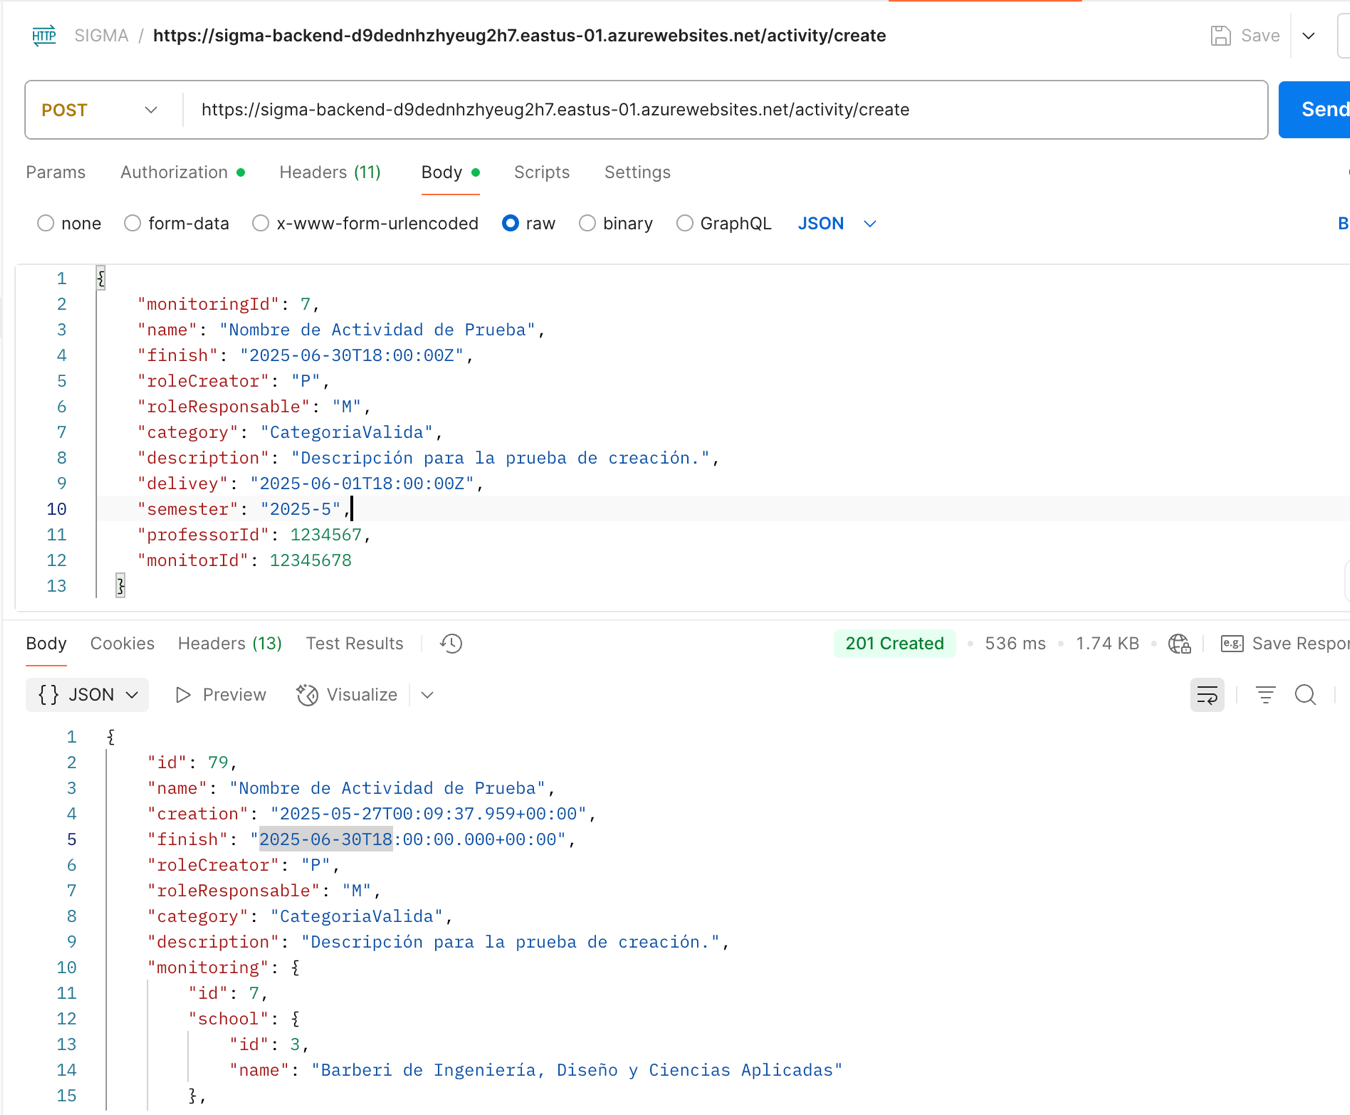 HTTP SIGMA / https://sigma-backend-d9dednhzhyeug2h7.eastus-01.azurewebsites.net/activity/create Save
POST https://sigma-backend-d9dednhzhyeug2h7.eastus-01.azurewebsites.net/activity/create Send
Params Authorization Headers (11) Body Scripts Settings
none form-data x-www-form-urlencoded raw binary GraphQL JSON B
1 {
2 "monitoringId": 7,
3 "name": "Nombre de Actividad de Prueba",
4 "finish": "2025-06-30T18:00:00Z",
5 "roleCreator": "P",
6 "roleResponsable": "M",
7 "category": "CategoriaValida",
8 "description": "Descripción para la prueba de creación.",
9 "delivey": "2025-06-01T18:00:00Z",
10 "semester": "2025-5",
11 "professorId": 1234567,
12 "monitorId": 12345678
13 }
Body Cookies Headers (13) Test Results 201 Created 536 ms 1.74 KB e.g. Save Respor
{} JSON Preview Visualize
1 {
2 "id": 79,
3 "name": "Nombre de Actividad de Prueba",
4 "creation": "2025-05-27T00:09:37.959+00:00",
5 "finish": "2025-06-30T18:00:00.000+00:00",
6 "roleCreator": "P",
7 "roleResponsable": "M",
8 "category": "CategoriaValida",
9 "description": "Descripción para la prueba de creación.",
10 "monitoring": {
11 "id": 7,
12 "school": {
13 "id": 3,
14 "name": "Barberi de Ingeniería, Diseño y Ciencias Aplicadas"
15 },